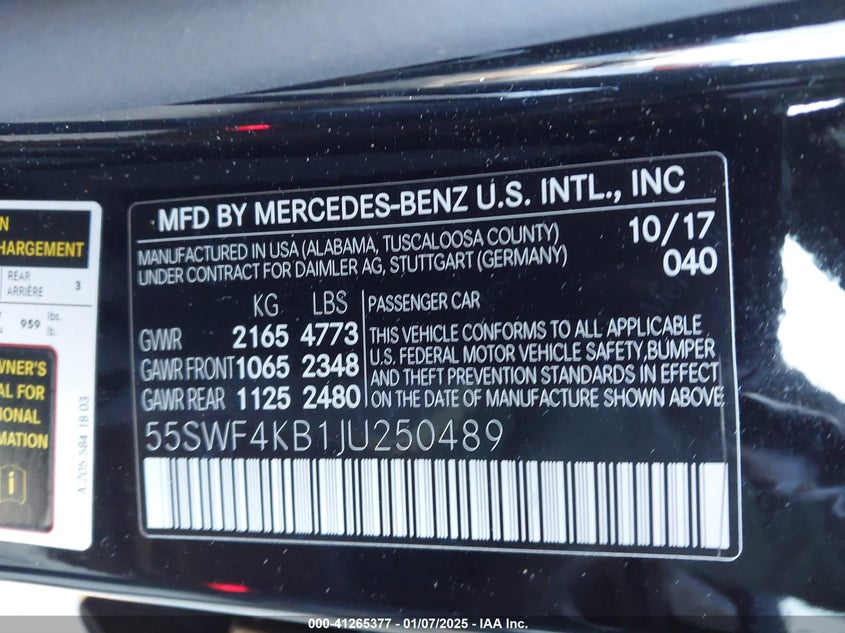 N
HARGEMENT
REAR
ARRIÈRE
3
959 lbs.
lb.
WNER'S
AL FOR
TIONAL
MATION
A 205 584 18 03
MFD BY MERCEDES-BENZ U.S. INTL., INC
MANUFACTURED IN USA (ALABAMA, TUSCALOOSA COUNTY)
UNDER CONTRACT FOR DAIMLER AG, STUTTGART (GERMANY)
10/17
040
KG LBS
GWR 2165 4773
GAWR FRONT 1065 2348
GAWR REAR 1125 2480
PASSENGER CAR
THIS VEHICLE CONFORMS TO ALL APPLICABLE
U.S. FEDERAL MOTOR VEHICLE SAFETY, BUMPER
AND THEFT PREVENTION STANDARDS IN EFFECT
ON THE DATE OF MANUFACTURE SHOWN ABOVE
55SWF4KB1JU250489
000-41265377 — 01/07/2025 — IAA Inc.